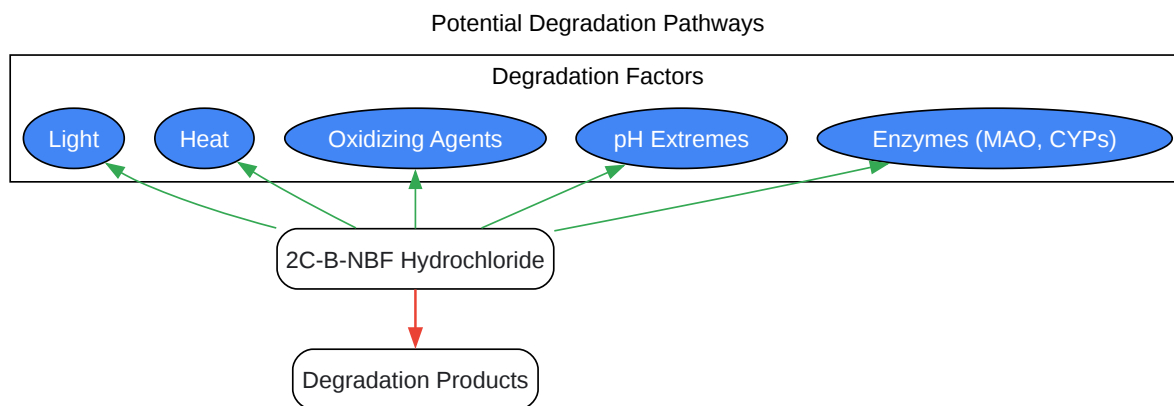 Potential Degradation Pathways
Degradation Factors
Light
Heat
Oxidizing Agents
pH Extremes
Enzymes (MAO, CYPs)
2C-B-NBF Hydrochloride
Degradation Products